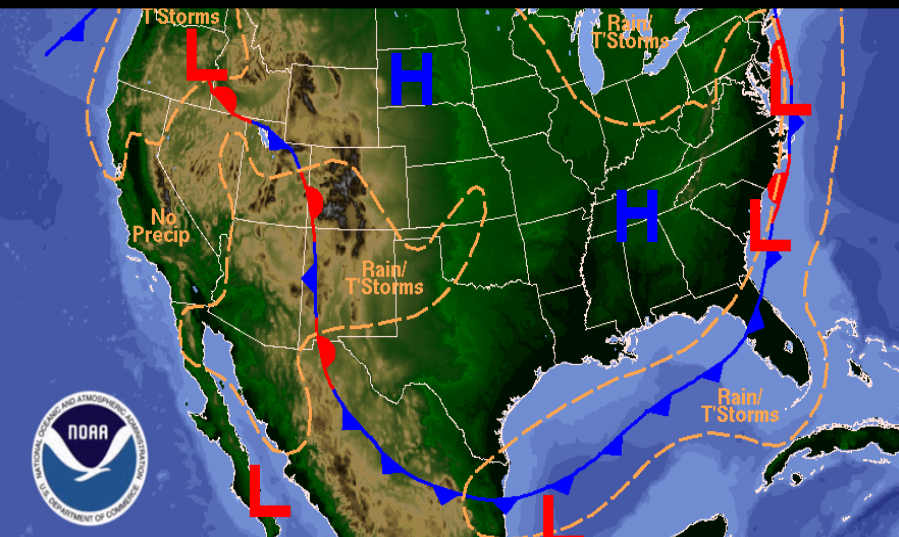 T'Storms
Rain/
T'Storms
L
H
L
H
L
No
Precip
Rain/
T'Storms
Rain/
T'Storms
NATIONAL OCEANIC AND ATMOSPHERIC ADMINISTRATION
NOAA
U.S. DEPARTMENT OF COMMERCE
L
L